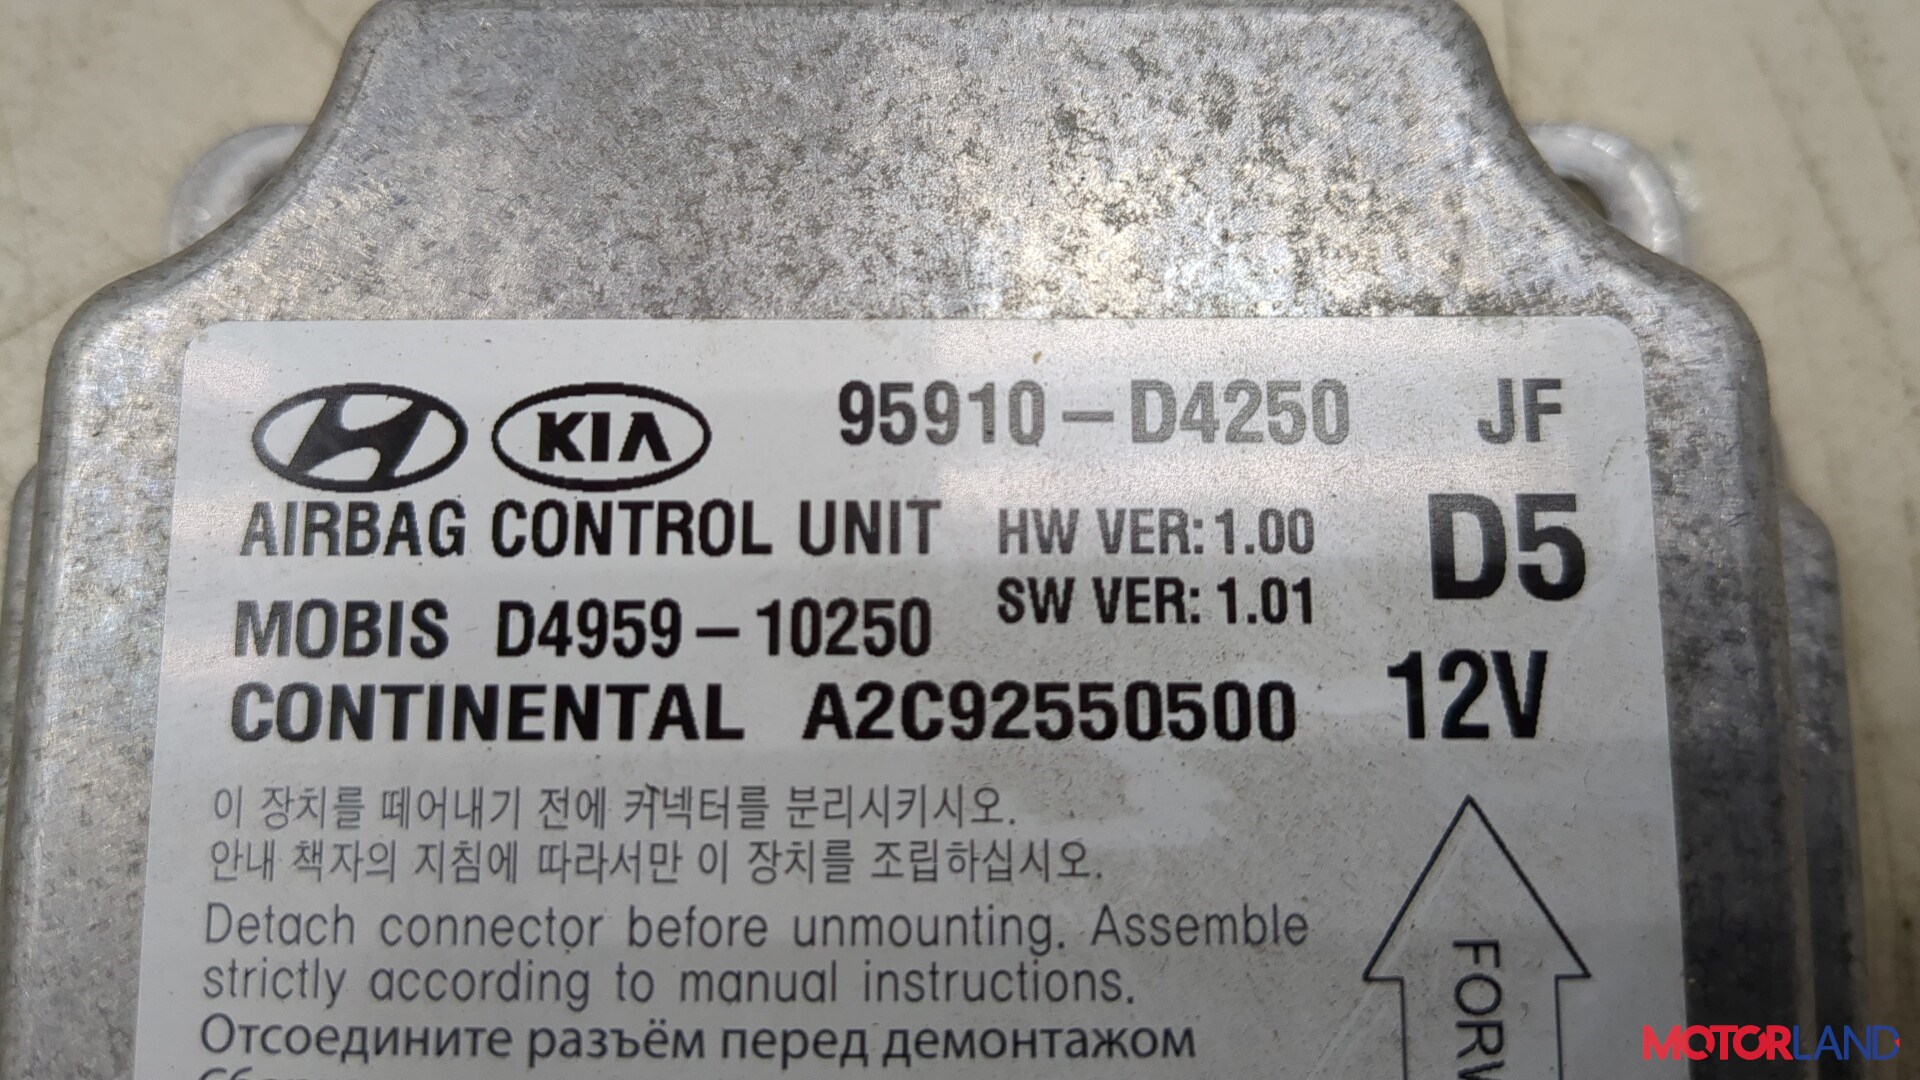 KIA 95910-D4250 JF
AIRBAG CONTROL UNIT HW VER: 1.00 D5
MOBIS D4959-10250 SW VER: 1.01
CONTINENTAL A2C92550500 12V
이 장치를 떼어내기 전에 커넥터를 분리시키시오.
안내 책자의 지침에 따라서만 이 장치를 조립하십시오.
Detach connector before unmounting. Assemble
strictly according to manual instructions.
Отсоедините разъём перед демонтажом
FORW
MOTORLAND